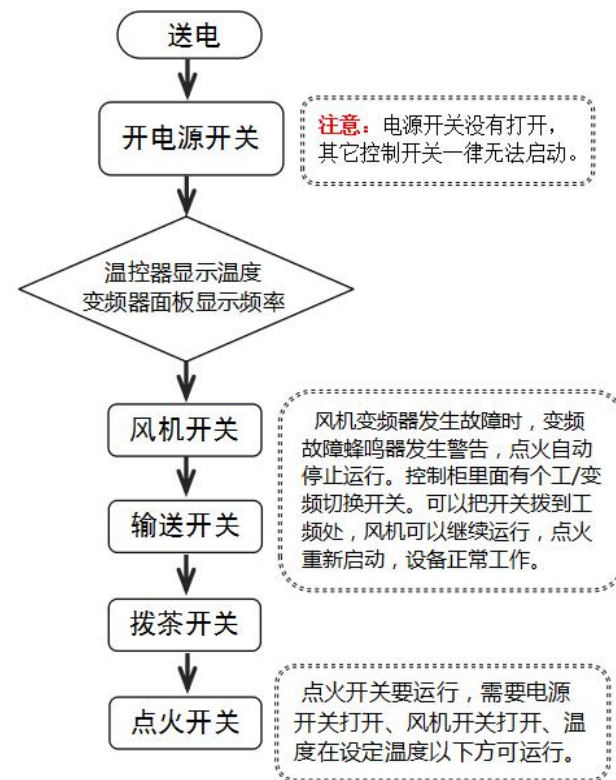 送电
开电源开关
注意：电源开关没有打开，
其它控制开关一律无法启动。
温控器显示温度
变频器面板显示频率
风机开关
风机变频器发生故障时，变频
故障蜂鸣器发生警告，点火自动
停止运行。控制柜里面有个工/变
频切换开关。可以把开关拨到工
频处，风机可以继续运行，点火
重新启动，设备正常工作。
输送开关
拨茶开关
点火开关
点火开关要运行，需要电源
开关打开、风机开关打开、温
度在设定温度以下方可运行。